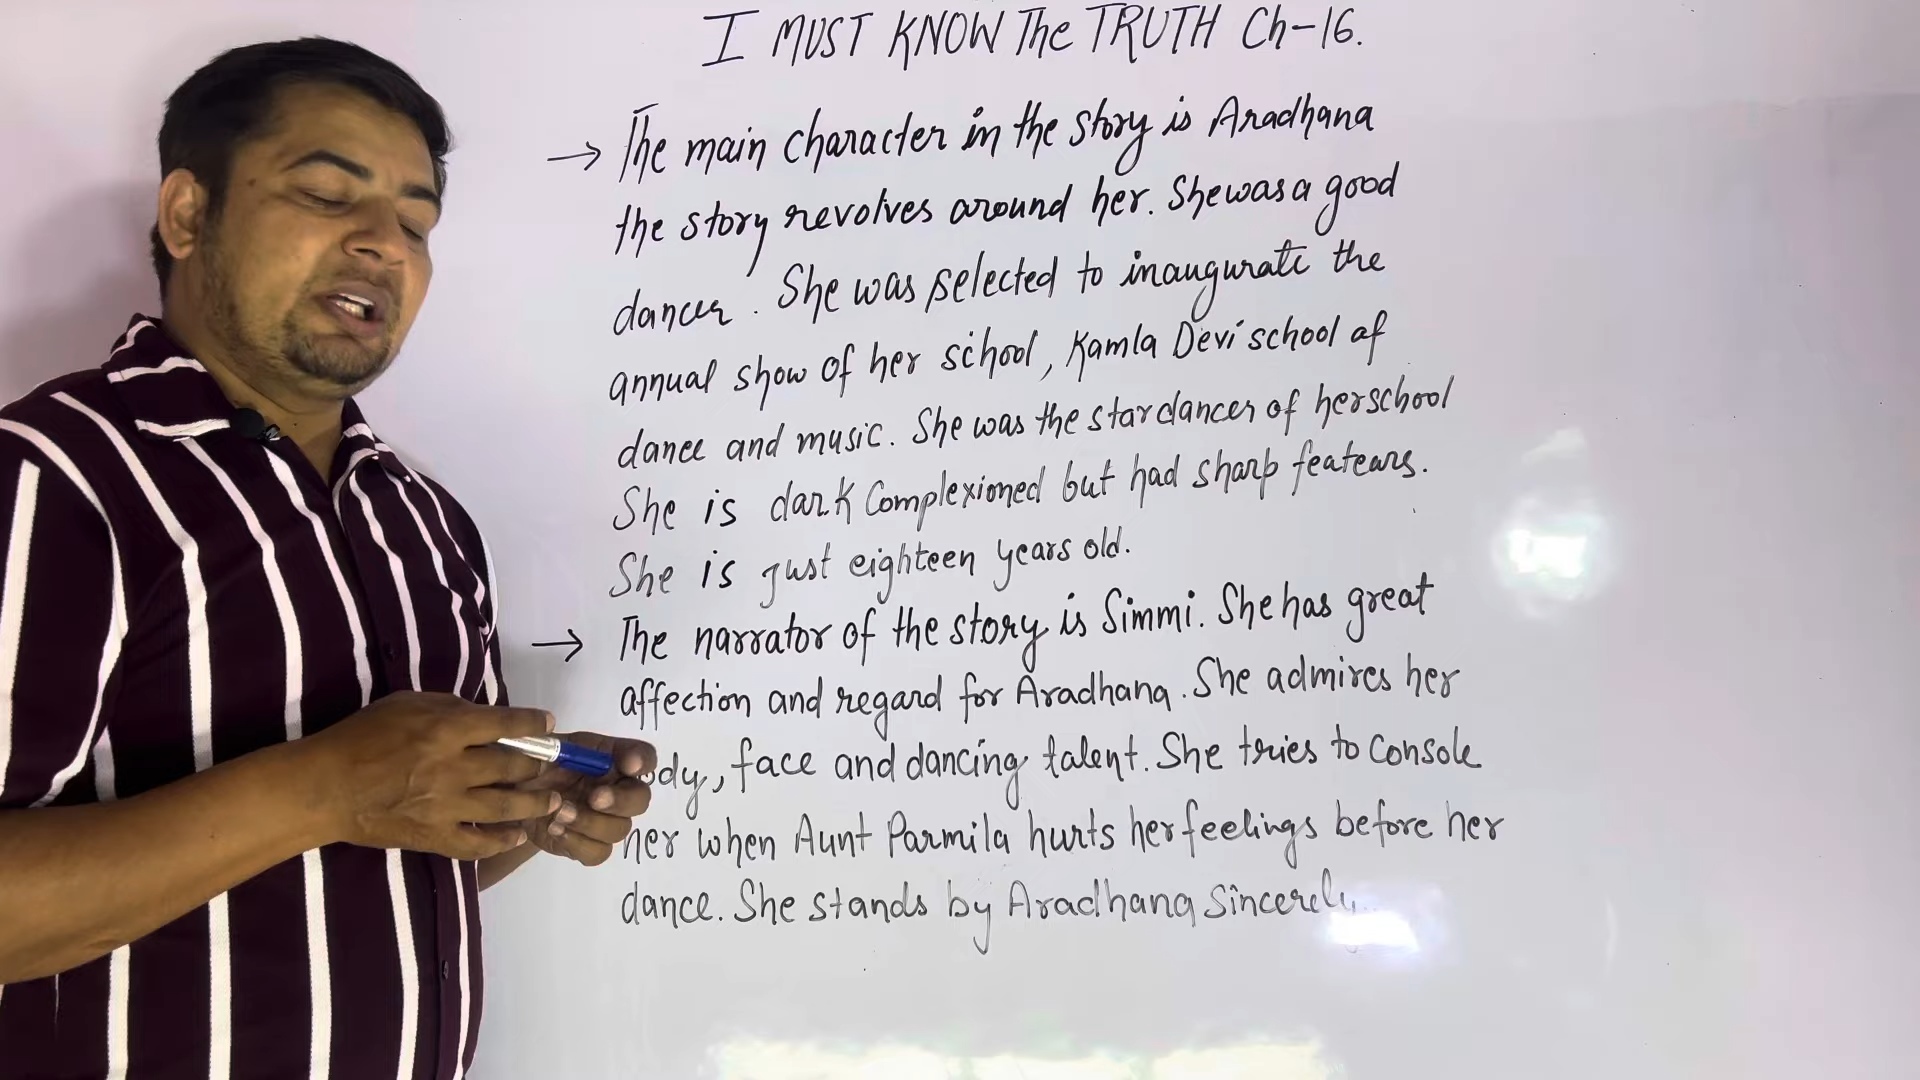 I MUST KNOW The TRUTH Ch-16.
→ The main character in the story is Aradhana
the story revolves around her. She was a good
dancer. She was selected to inaugurate the
annual show of her school, Kamla Devi school of
dance and music. She was the star dancer of her school
She is dark Complexioned but had sharp featears.
She is just eighteen years old.
→ The narrator of the story is Simmi. She has great
affection and regard for Aradhana. She admires her
ody, face and dancing talent. She tries to console
her when Aunt Parmila hurts her feelings before her
dance. She stands by Aradhana Sincerely